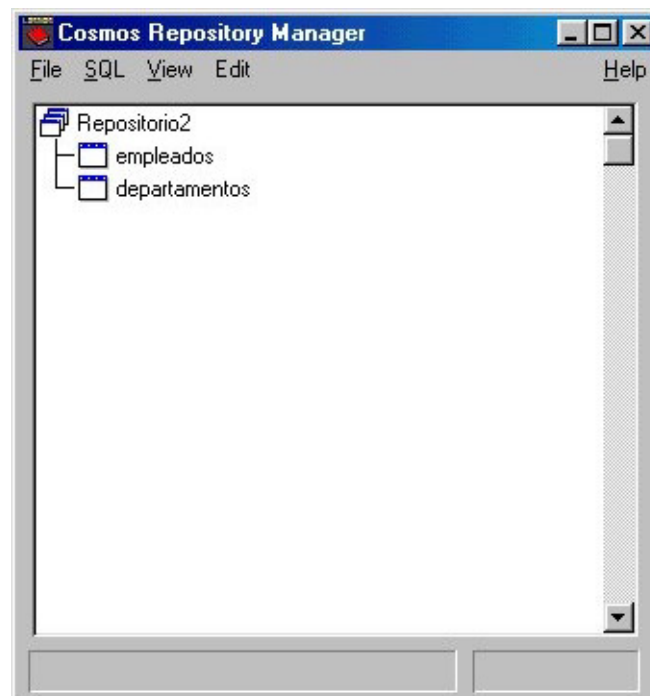 Cosmos Repository Manager
File SQL View Edit Help
Repositorio2
empleados
departamentos